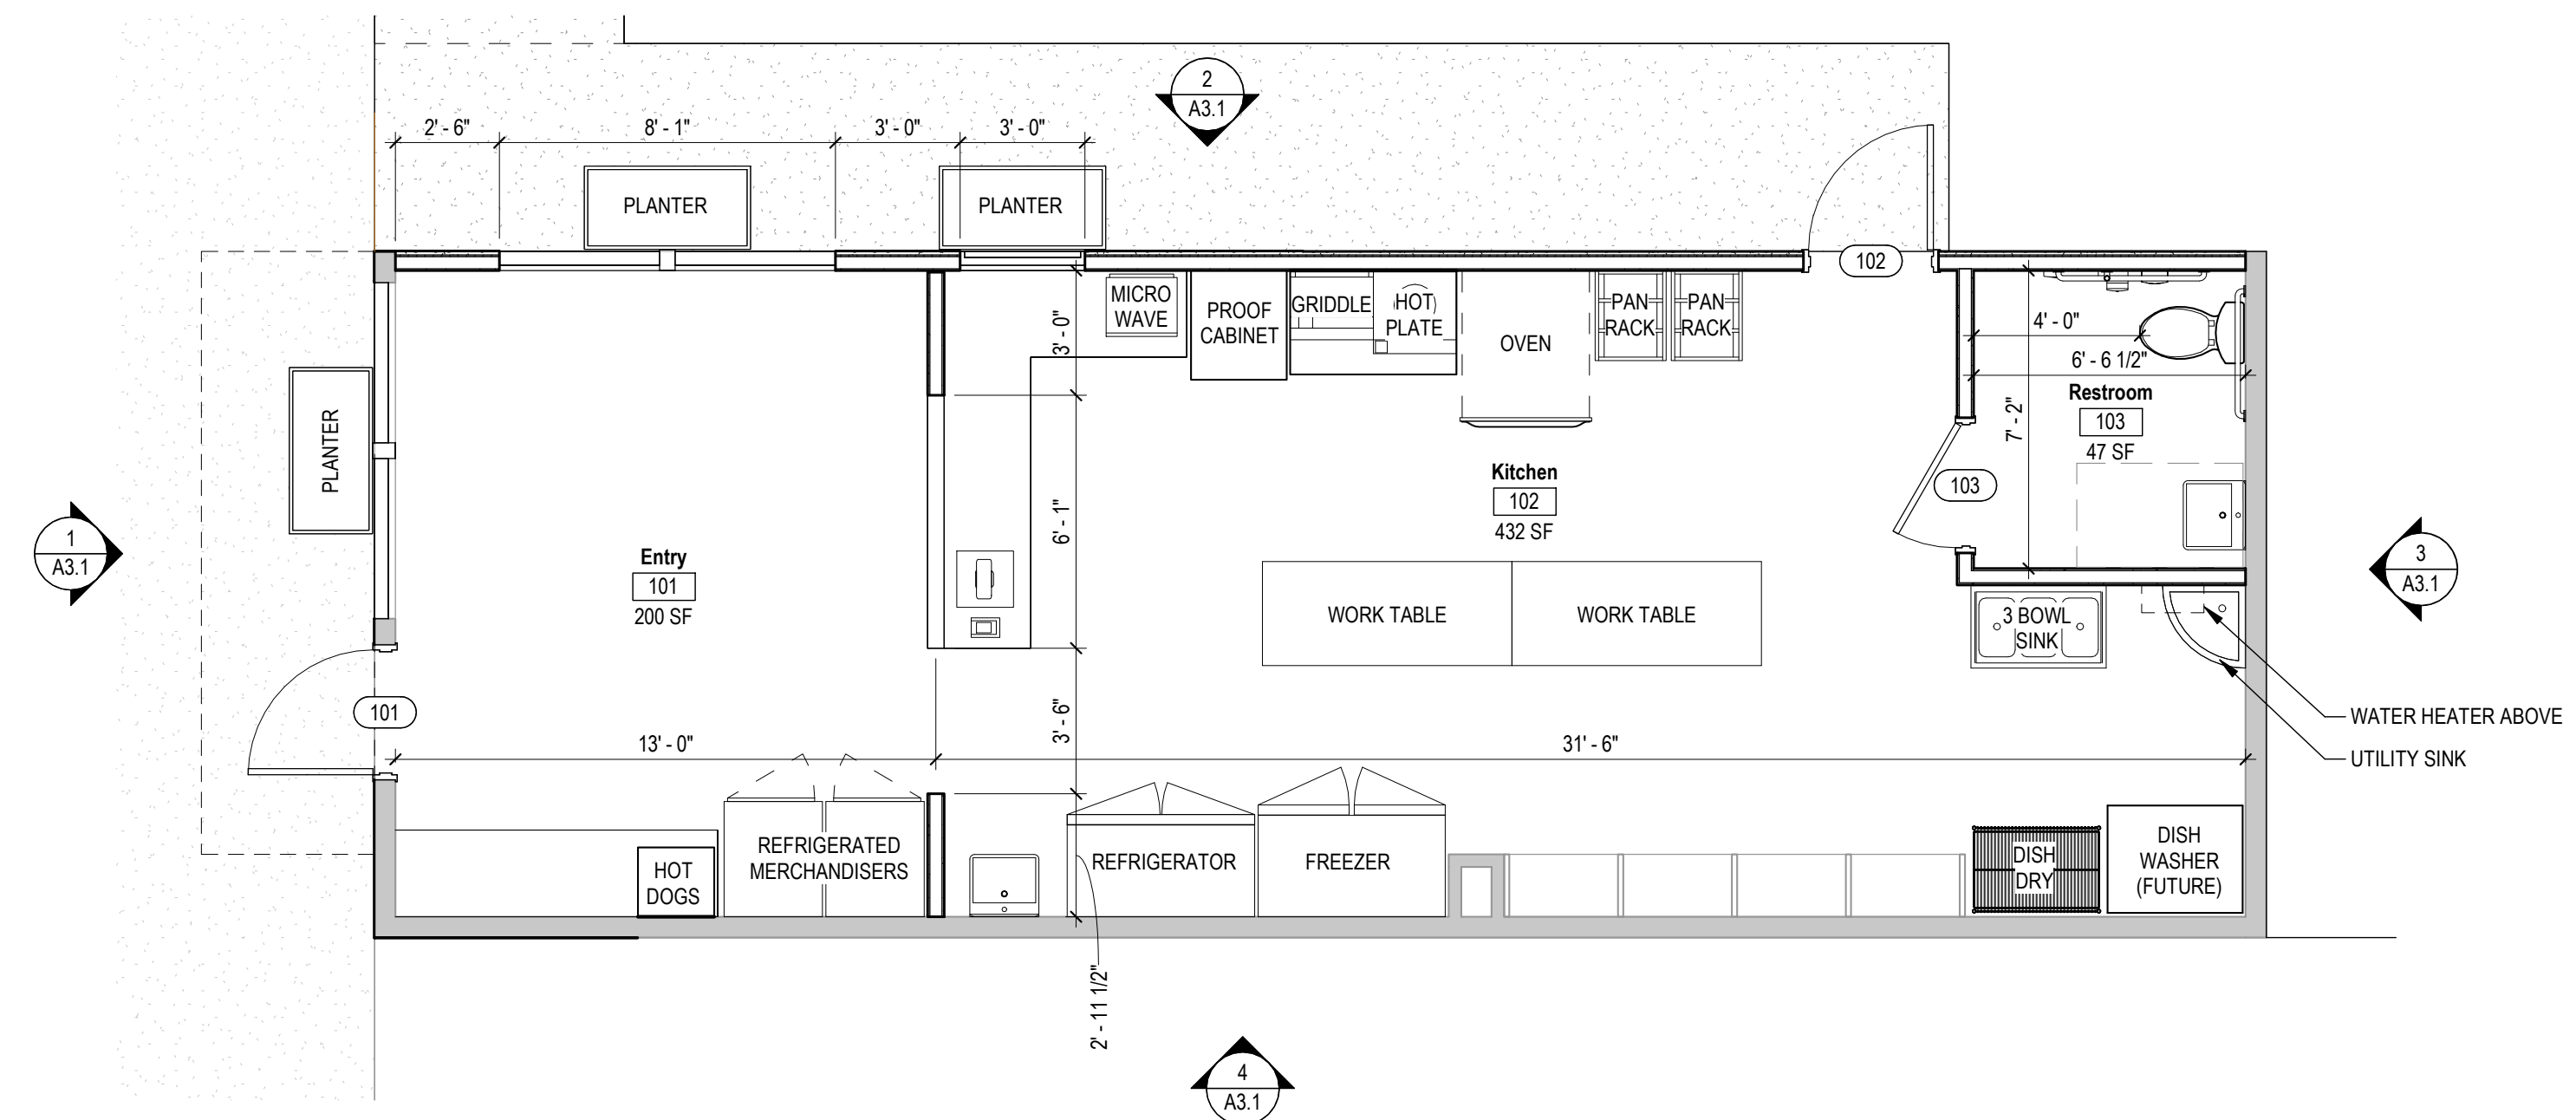 2
A3.1
2' - 6"
8' - 1"
3' - 0"
3' - 0"
PLANTER
PLANTER
102
MICRO
WAVE
PROOF
CABINET
GRIDDLE
HOT
PLATE
OVEN
PAN
RACK
PAN
RACK
3' - 0"
4' - 0"
6' - 6 1/2"
7' - 2"
Restroom
103
47 SF
PLANTER
Kitchen
102
432 SF
103
6' - 1"
1
A3.1
Entry
101
200 SF
3
A3.1
WORK TABLE
WORK TABLE
3 BOWL
SINK
101
3' - 6"
WATER HEATER ABOVE
UTILITY SINK
13' - 0"
31' - 6"
HOT
DOGS
REFRIGERATED
MERCHANDISERS
REFRIGERATOR
FREEZER
DISH
DRY
DISH
WASHER
(FUTURE)
2' - 11 1/2"
4
A3.1